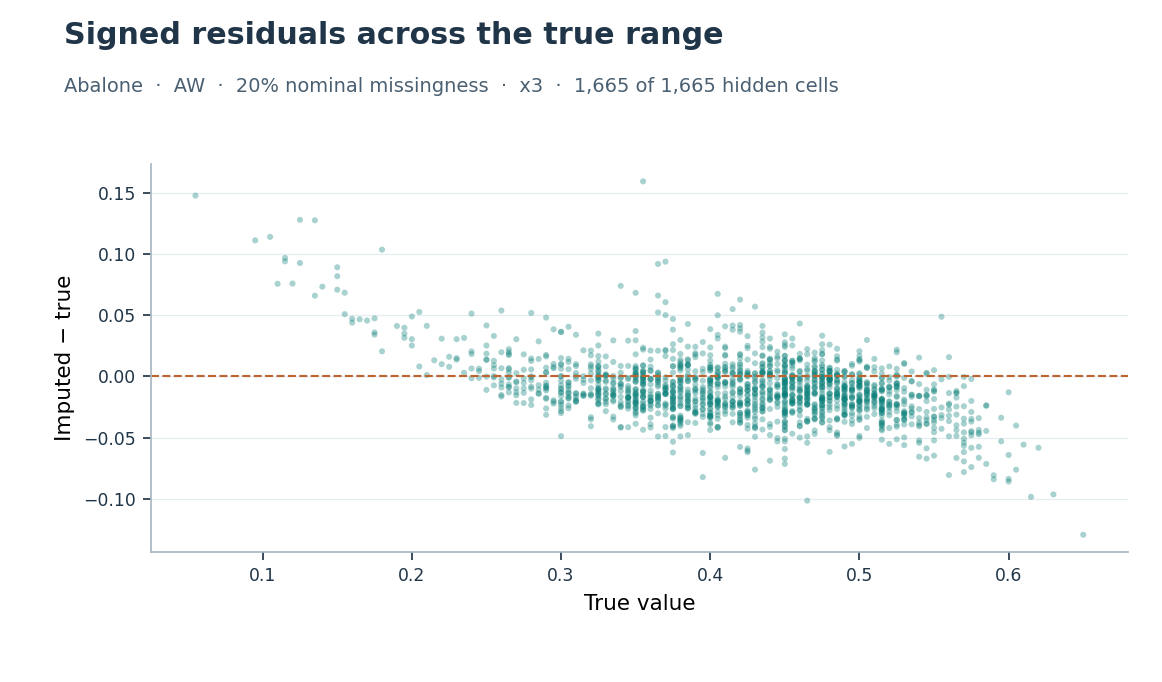 Signed residuals across the true range
Abalone · AW · 20% nominal missingness · x3 · 1,665 of 1,665 hidden cells
Imputed − true
0.15
0.10
0.05
0.00
−0.05
−0.10
0.1 0.2 0.3 0.4 0.5 0.6
True value